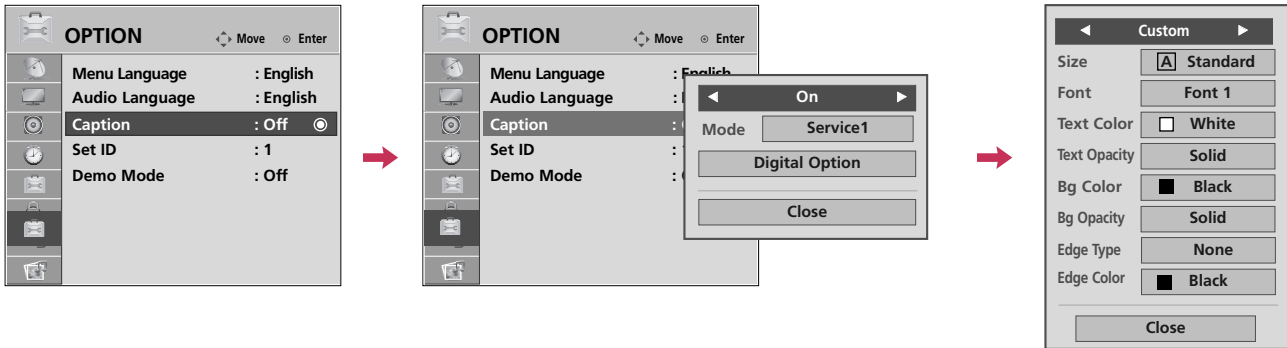 OPTION Move Enter
Menu Language : English
Audio Language : English
Caption : Off
Set ID : 1
Demo Mode : Off
OPTION Move Enter
Menu Language : English
Audio Language :
Caption :
Set ID :
Demo Mode :
On
Mode Service1
Digital Option
Close
Custom
Size A Standard
Font Font 1
Text Color White
Text Opacity Solid
Bg Color Black
Bg Opacity Solid
Edge Type None
Edge Color Black
Close